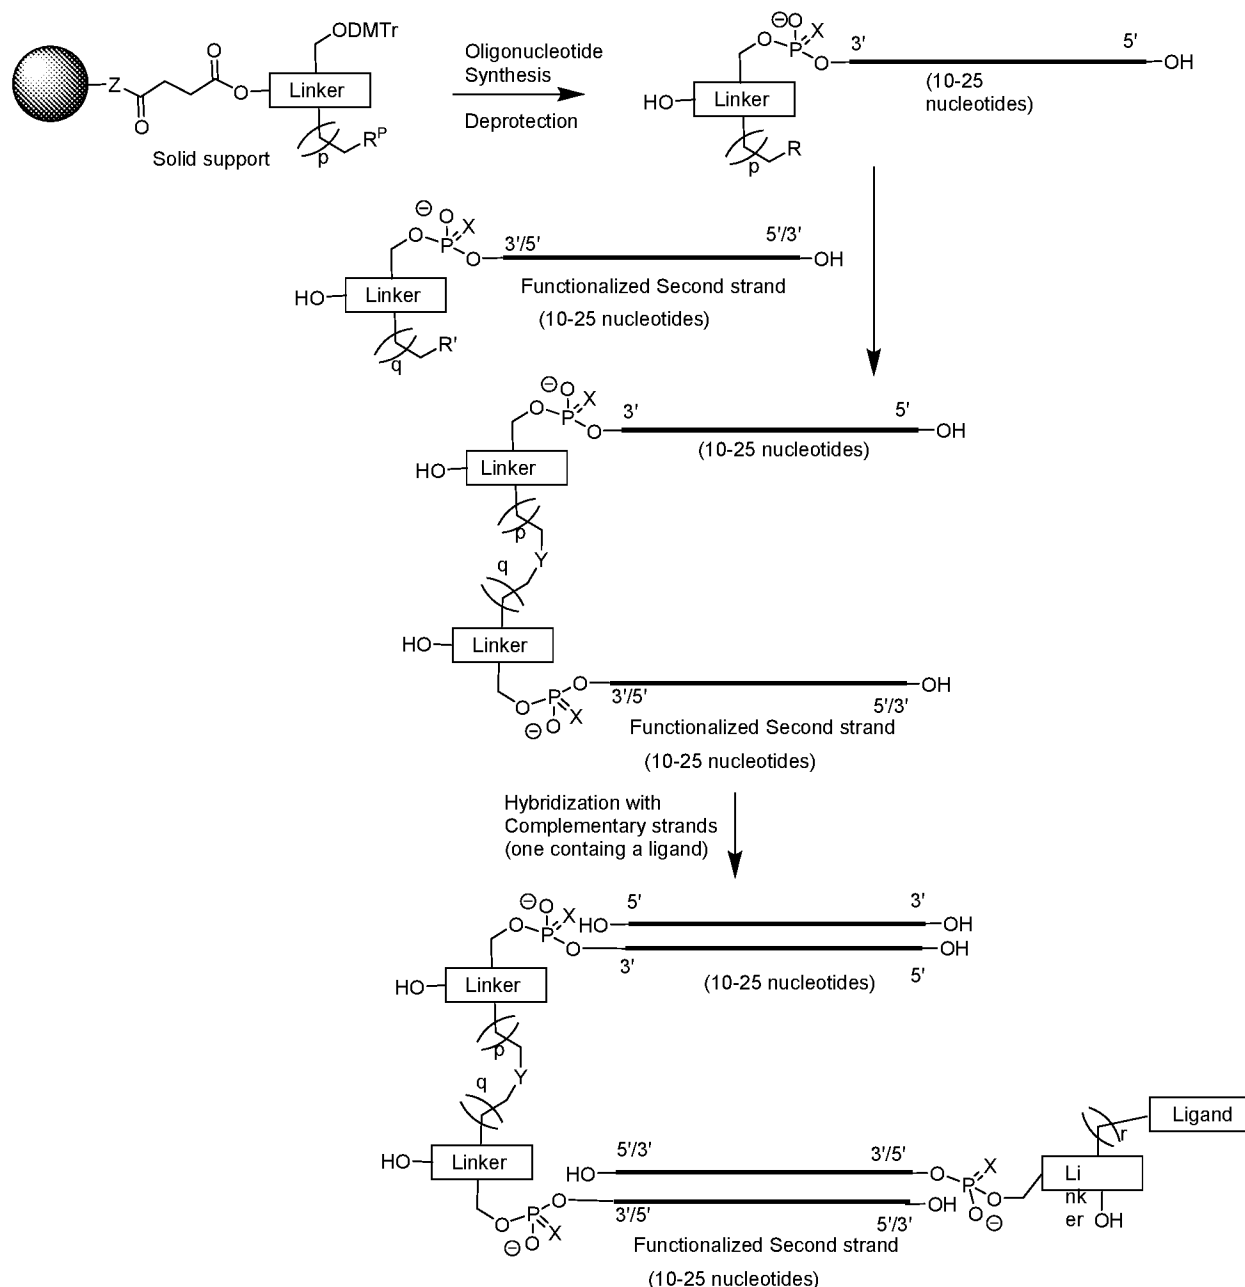 ODMTr
Oligonucleotide
Synthesis
Deprotection
Z
O
O
O
Linker
p
R^P
Solid support
⊖
O
X
O
P
O
3'
5'
OH
(10-25
nucleotides)
HO
Linker
p
R
⊖
O
X
O
P
O
3'/5'
5'/3'
OH
HO
Linker
Functionalized Second strand
(10-25 nucleotides)
q
R'
⊖
O
X
O
P
O
3'
5'
OH
(10-25 nucleotides)
HO
Linker
p
Y
q
HO
Linker
O
P
O
X
⊖
O
3'/5'
5'/3'
OH
Functionalized Second strand
(10-25 nucleotides)
Hybridization with
Complementary strands
(one containg a ligand)
⊖
O
X
O
P
O
HO
5'
3'
OH
3'
5'
OH
(10-25 nucleotides)
HO
Linker
p
Y
q
HO
Linker
O
P
O
X
⊖
O
HO
5'/3'
3'/5'
O
P
X
O
O
⊖
3'/5'
5'/3'
OH
Functionalized Second strand
(10-25 nucleotides)
r
Ligand
Li
nk
er
OH